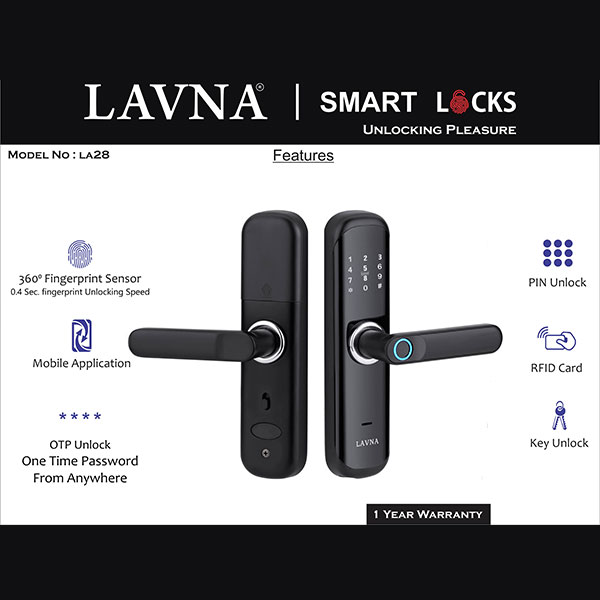 LAVNA® | SMART LOCKS
UNLOCKING PLEASURE
MODEL NO : LA28
Features
360° Fingerprint Sensor
0.4 Sec. fingerprint Unlocking Speed
Mobile Application
****
OTP Unlock
One Time Password
From Anywhere
1 2 3
4 5 6
7 8 9
* 0 #
LAVNA
PIN Unlock
RFID Card
Key Unlock
1 YEAR WARRANTY